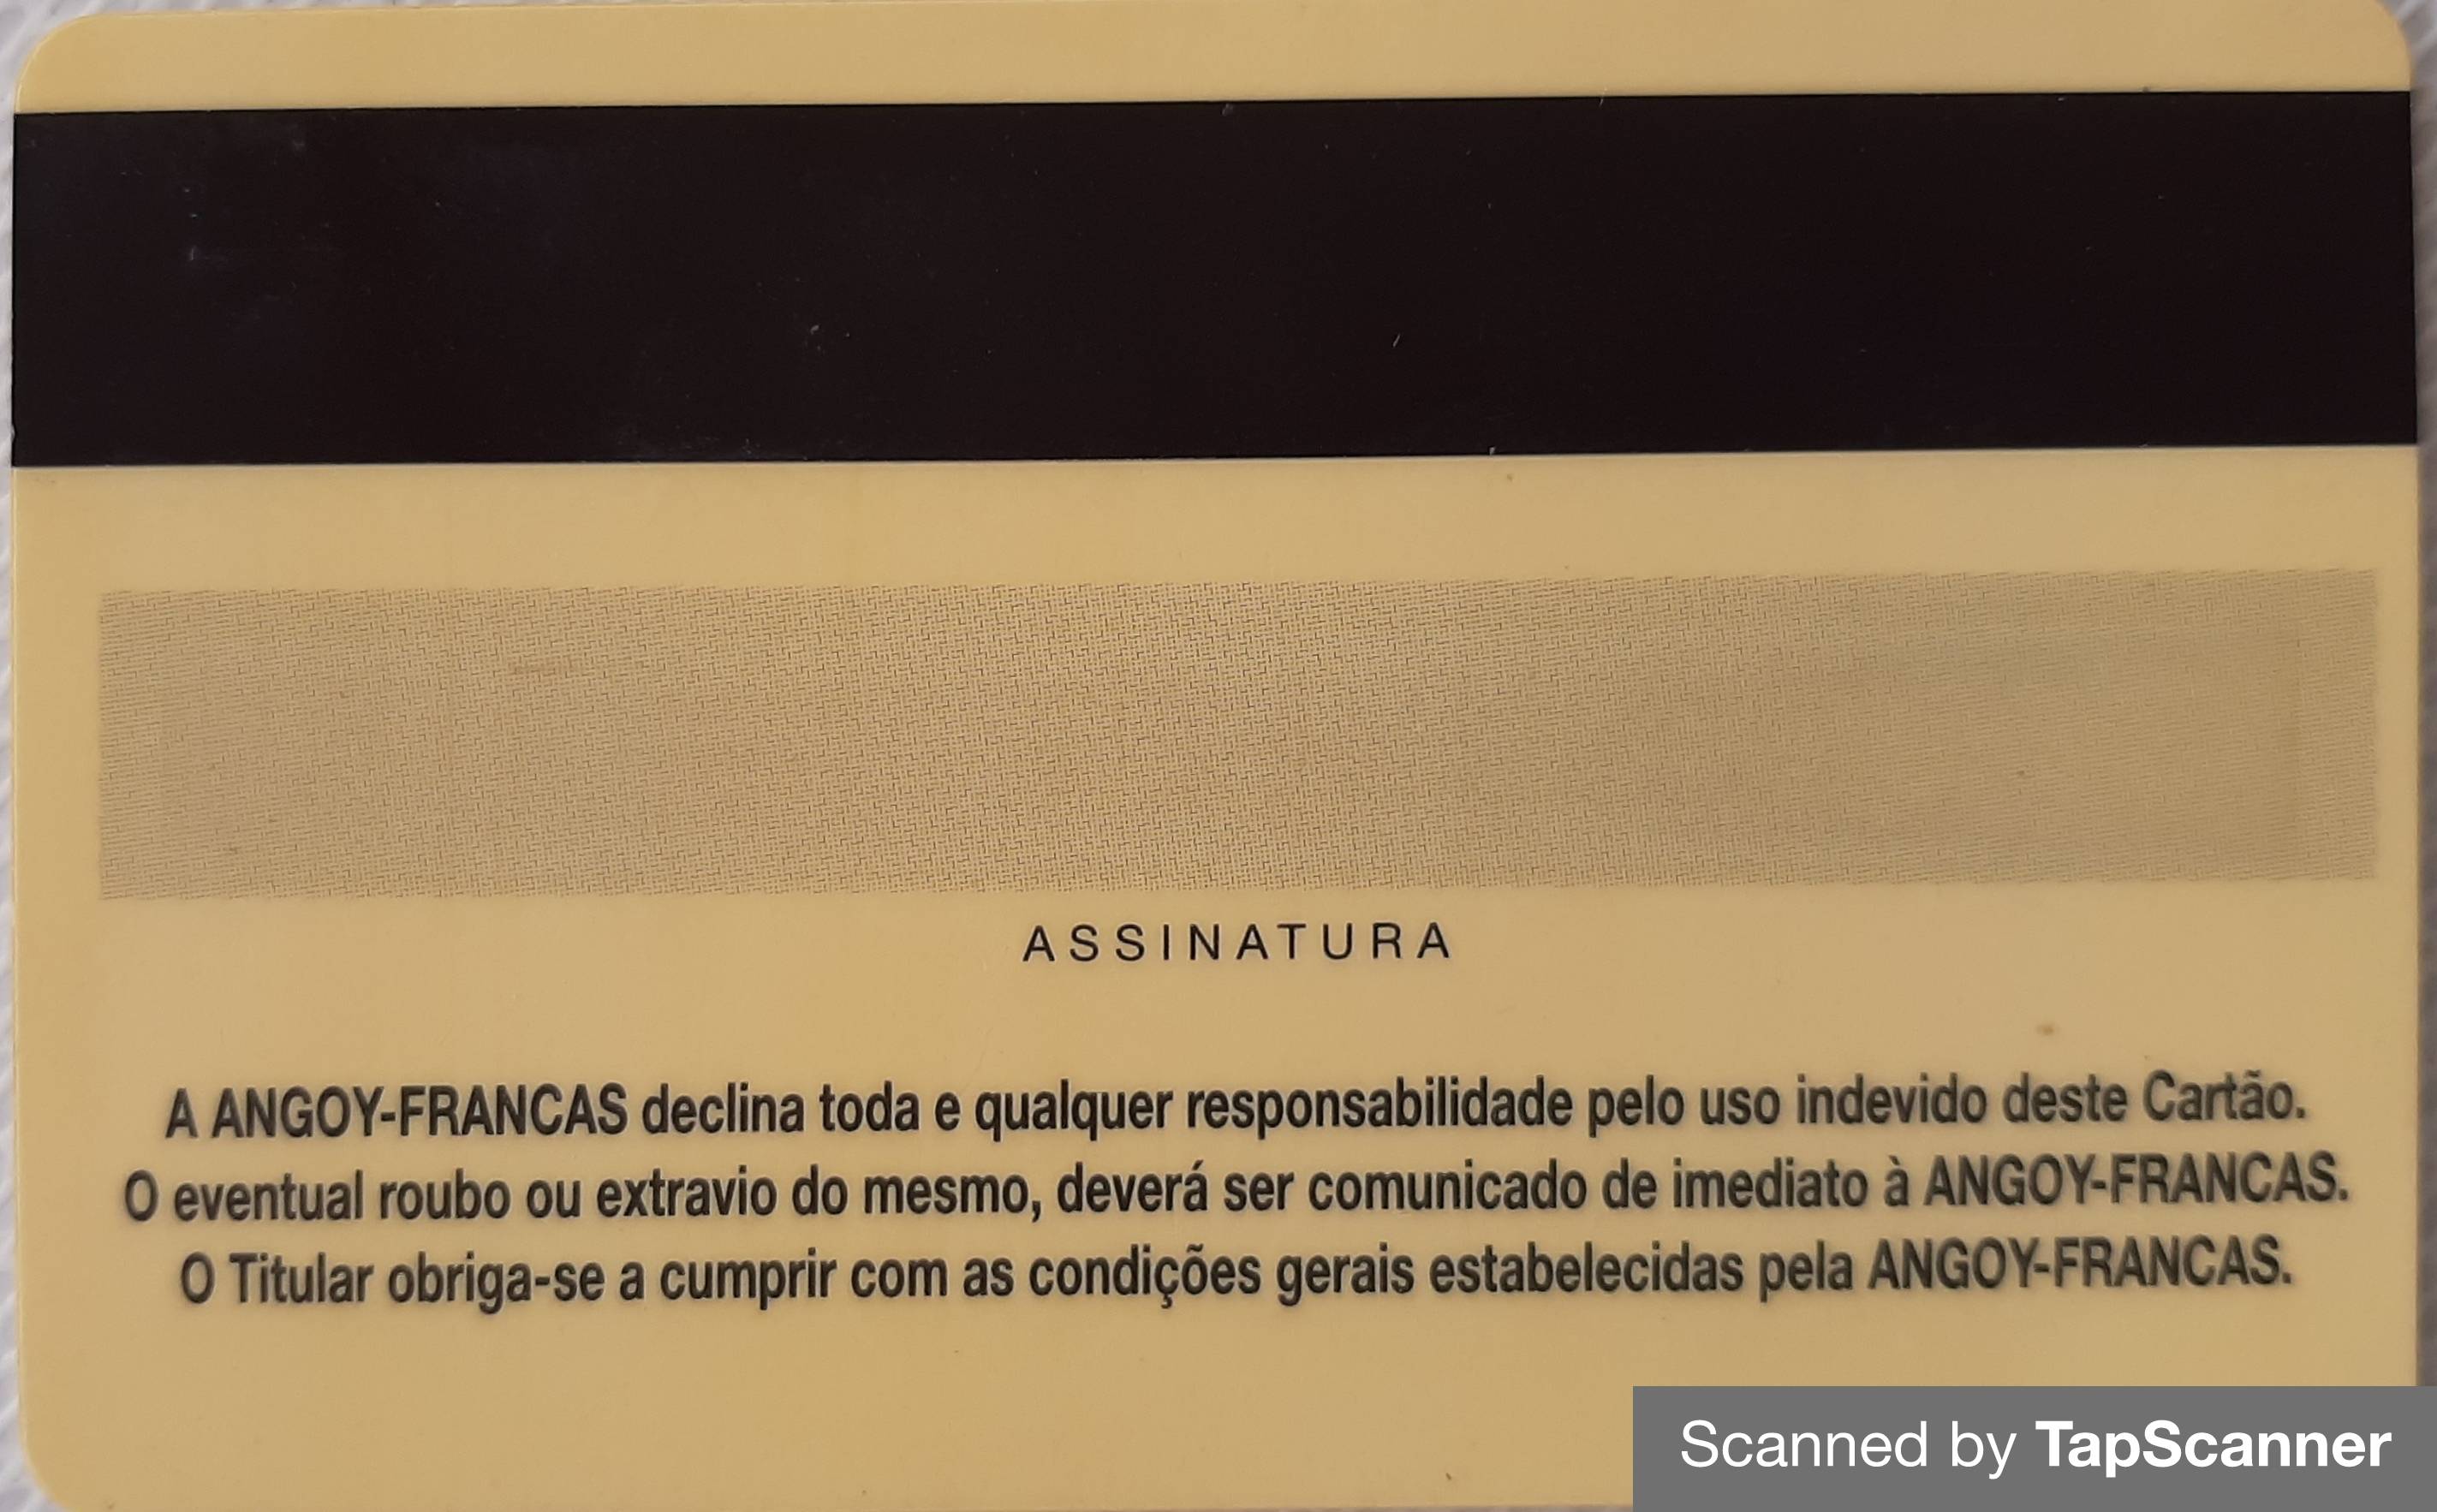 ASSINATURA
A ANGOY-FRANCAS declina toda e qualquer responsabilidade pelo uso indevido deste Cartão.
O eventual roubo ou extravio do mesmo, deverá ser comunicado de imediato à ANGOY-FRANCAS.
O Titular obriga-se a cumprir com as condições gerais estabelecidas pela ANGOY-FRANCAS.
Scanned by TapScanner